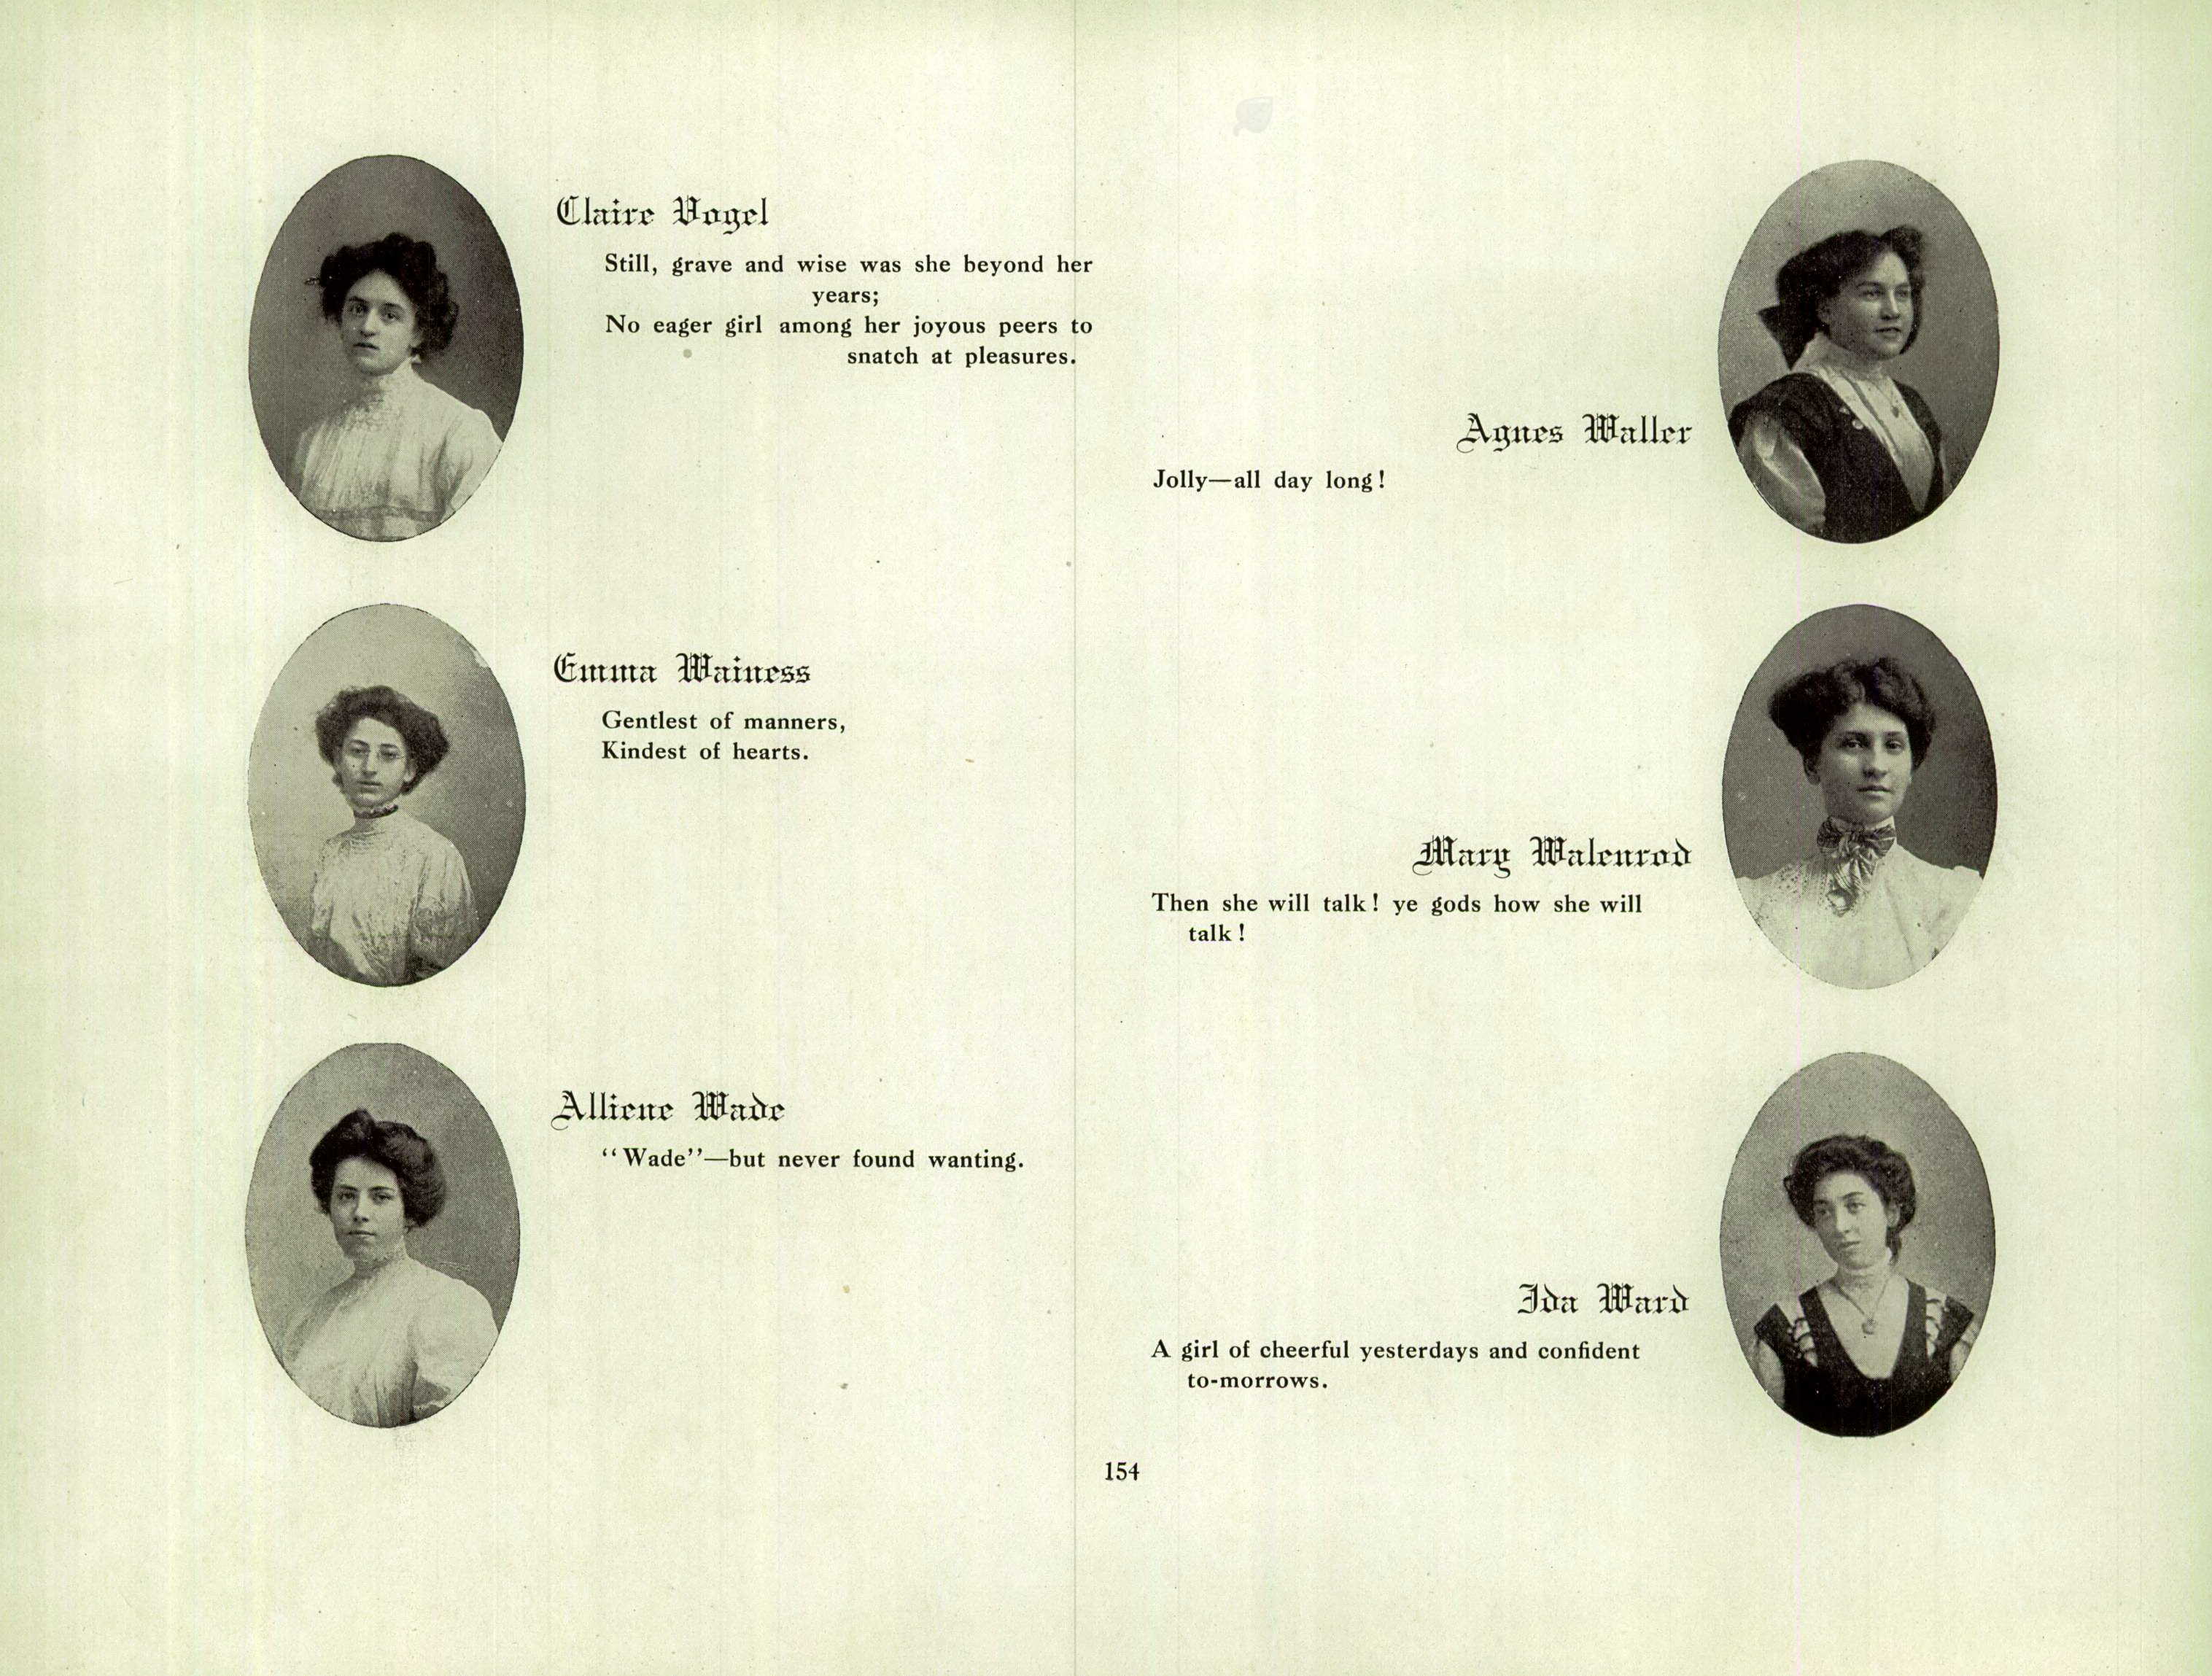 Claire Vogel
Still, grave and wise was she beyond her
years;
No eager girl among her joyous peers to
snatch at pleasures.
Emma Wainess
Gentlest of manners,
Kindest of hearts.
Alliene Wade
“Wade”—but never found wanting.
Agnes Waller
Jolly—all day long!
Mary Walenrod
Then she will talk! ye gods how she will
talk!
Ida Ward
A girl of cheerful yesterdays and confident
to-morrows.
154